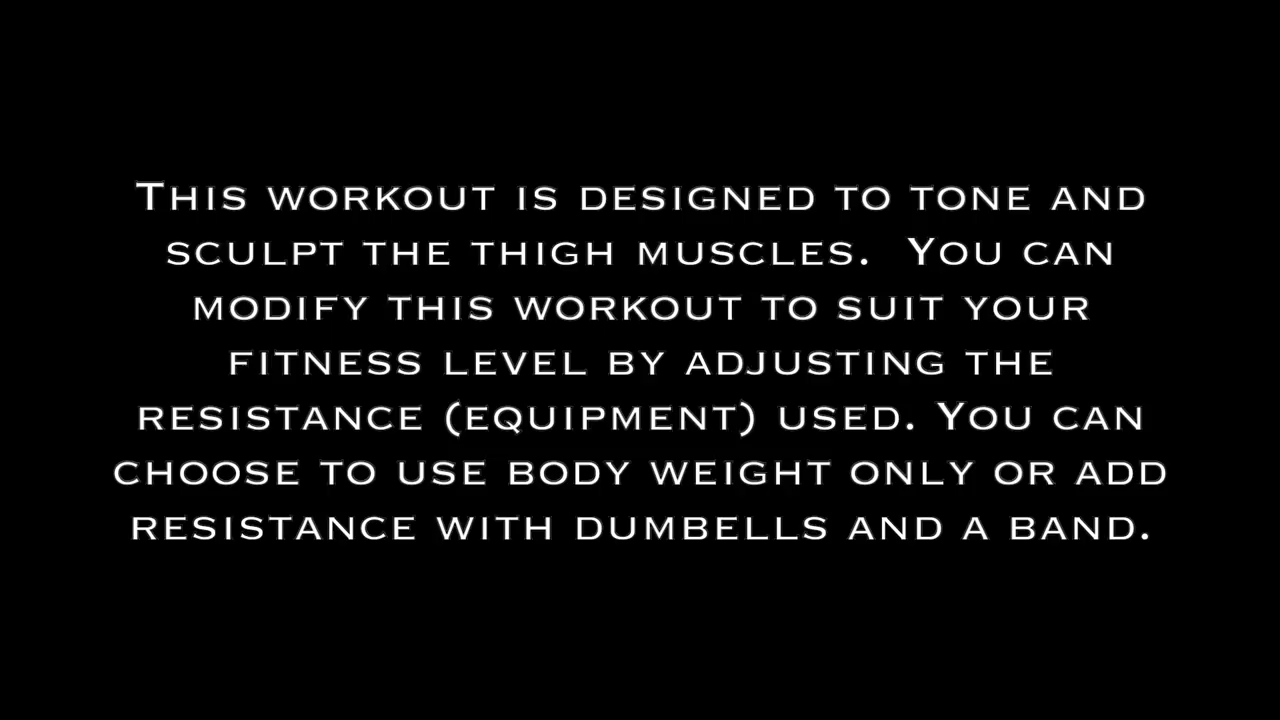 This workout is designed to tone and
sculpt the thigh muscles.  You can
modify this workout to suit your
fitness level by adjusting the
resistance (equipment) used. You can
choose to use body weight only or add
resistance with dumbells and a band.